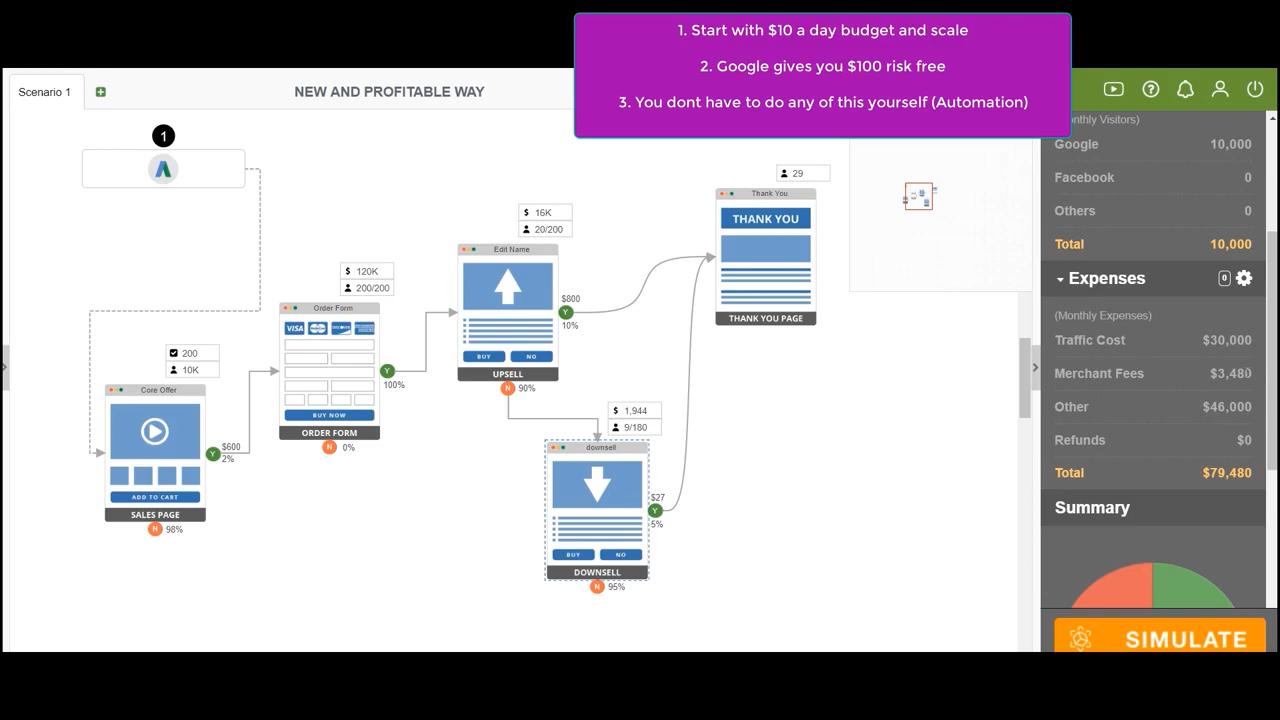 1. Start with $10 a day budget and scale
2. Google gives you $100 risk free
3. You dont have to do any of this yourself (Automation)
Scenario 1
NEW AND PROFITABLE WAY
1
200
10K
Core Offer
ADD TO CART
SALES PAGE
Y
$600
2%
N
98%
$ 120K
200/200
Order Form
VISA
DISCOVER
BUY NOW
ORDER FORM
Y
100%
N
0%
$ 16K
20/200
Edit Name
BUY
NO
UPSELL
$800
Y
10%
N
90%
$ 1,944
9/180
downsell
BUY
NO
DOWNSELL
$27
Y
5%
N
95%
29
Thank You
THANK YOU
THANK YOU PAGE
Monthly Visitors)
Google 10,000
Facebook 0
Others 0
Total 10,000
Expenses 0
(Monthly Expenses)
Traffic Cost $30,000
Merchant Fees $3,480
Other $46,000
Refunds $0
Total $79,480
Summary
SIMULATE